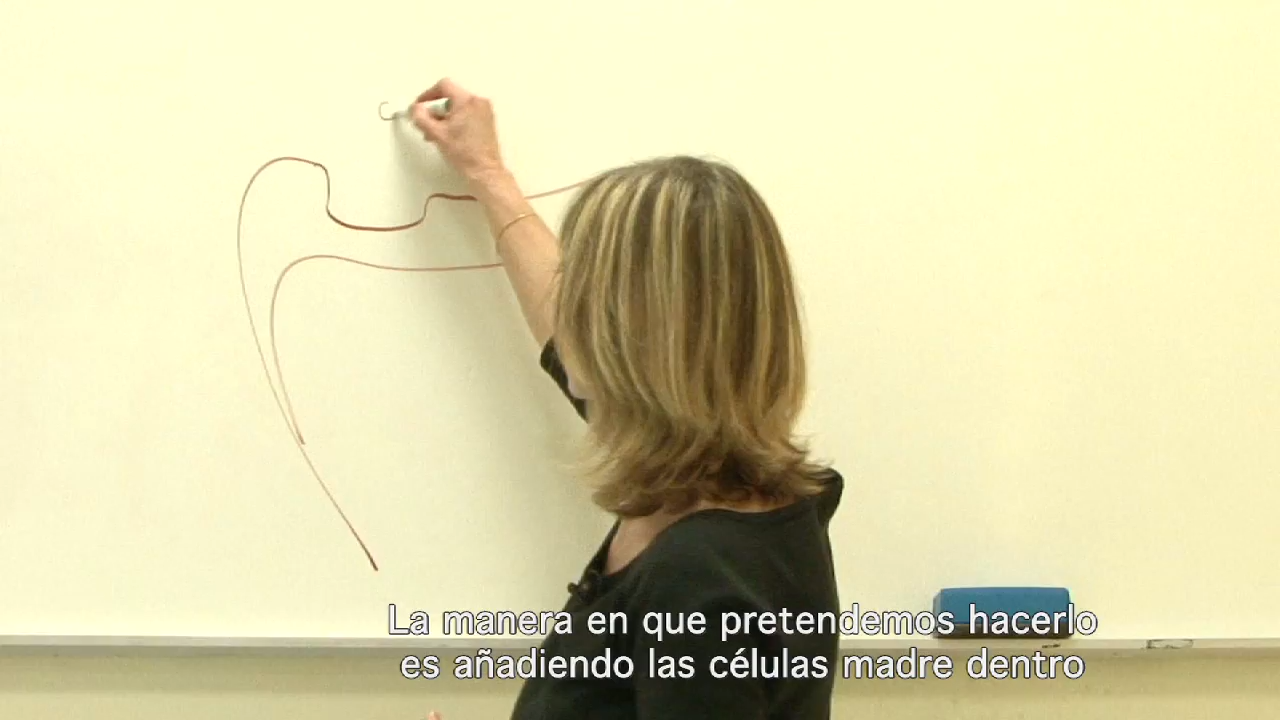 La manera en que pretendemos hacerlo
es añadiendo las células madre dentro